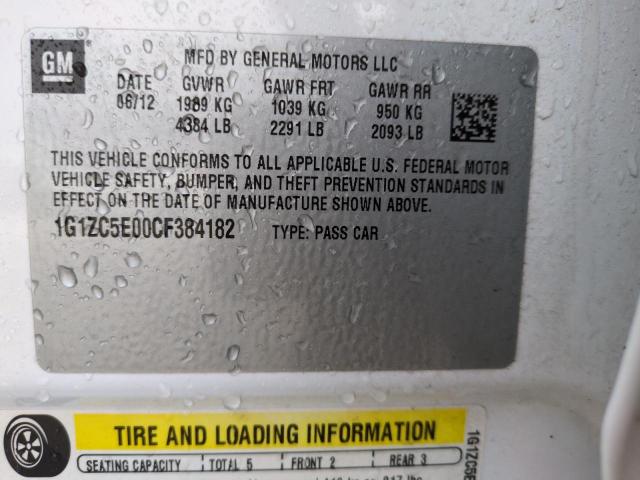 GM
MFD BY GENERAL MOTORS LLC
DATE GVWR GAWR FRT GAWR RR
06/12 1989 KG 1039 KG 950 KG
4384 LB 2291 LB 2093 LB
THIS VEHICLE CONFORMS TO ALL APPLICABLE U.S. FEDERAL MOTOR
VEHICLE SAFETY, BUMPER, AND THEFT PREVENTION STANDARDS IN
EFFECT ON THE DATE OF MANUFACTURE SHOWN ABOVE.
1G1ZC5E00CF384182 TYPE: PASS CAR
TIRE AND LOADING INFORMATION
SEATING CAPACITY TOTAL 5 FRONT 2 REAR 3
1G1ZC5E